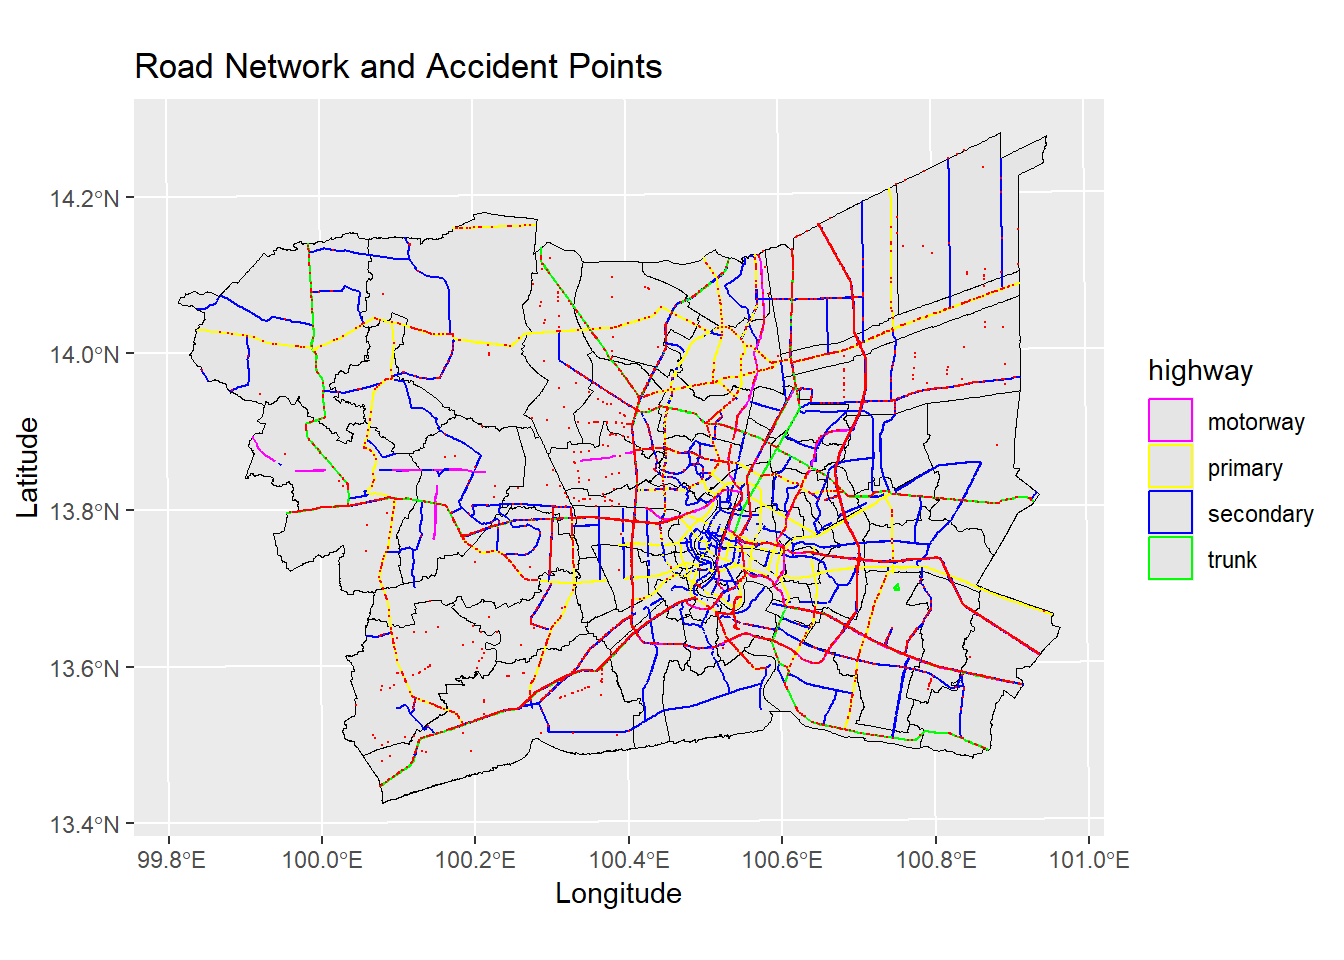 Road Network and Accident Points
14.2°N
14.0°N
13.8°N
13.6°N
13.4°N
Latitude
99.8°E
100.0°E
100.2°E
100.4°E
100.6°E
100.8°E
101.0°E
Longitude
highway
motorway
primary
secondary
trunk